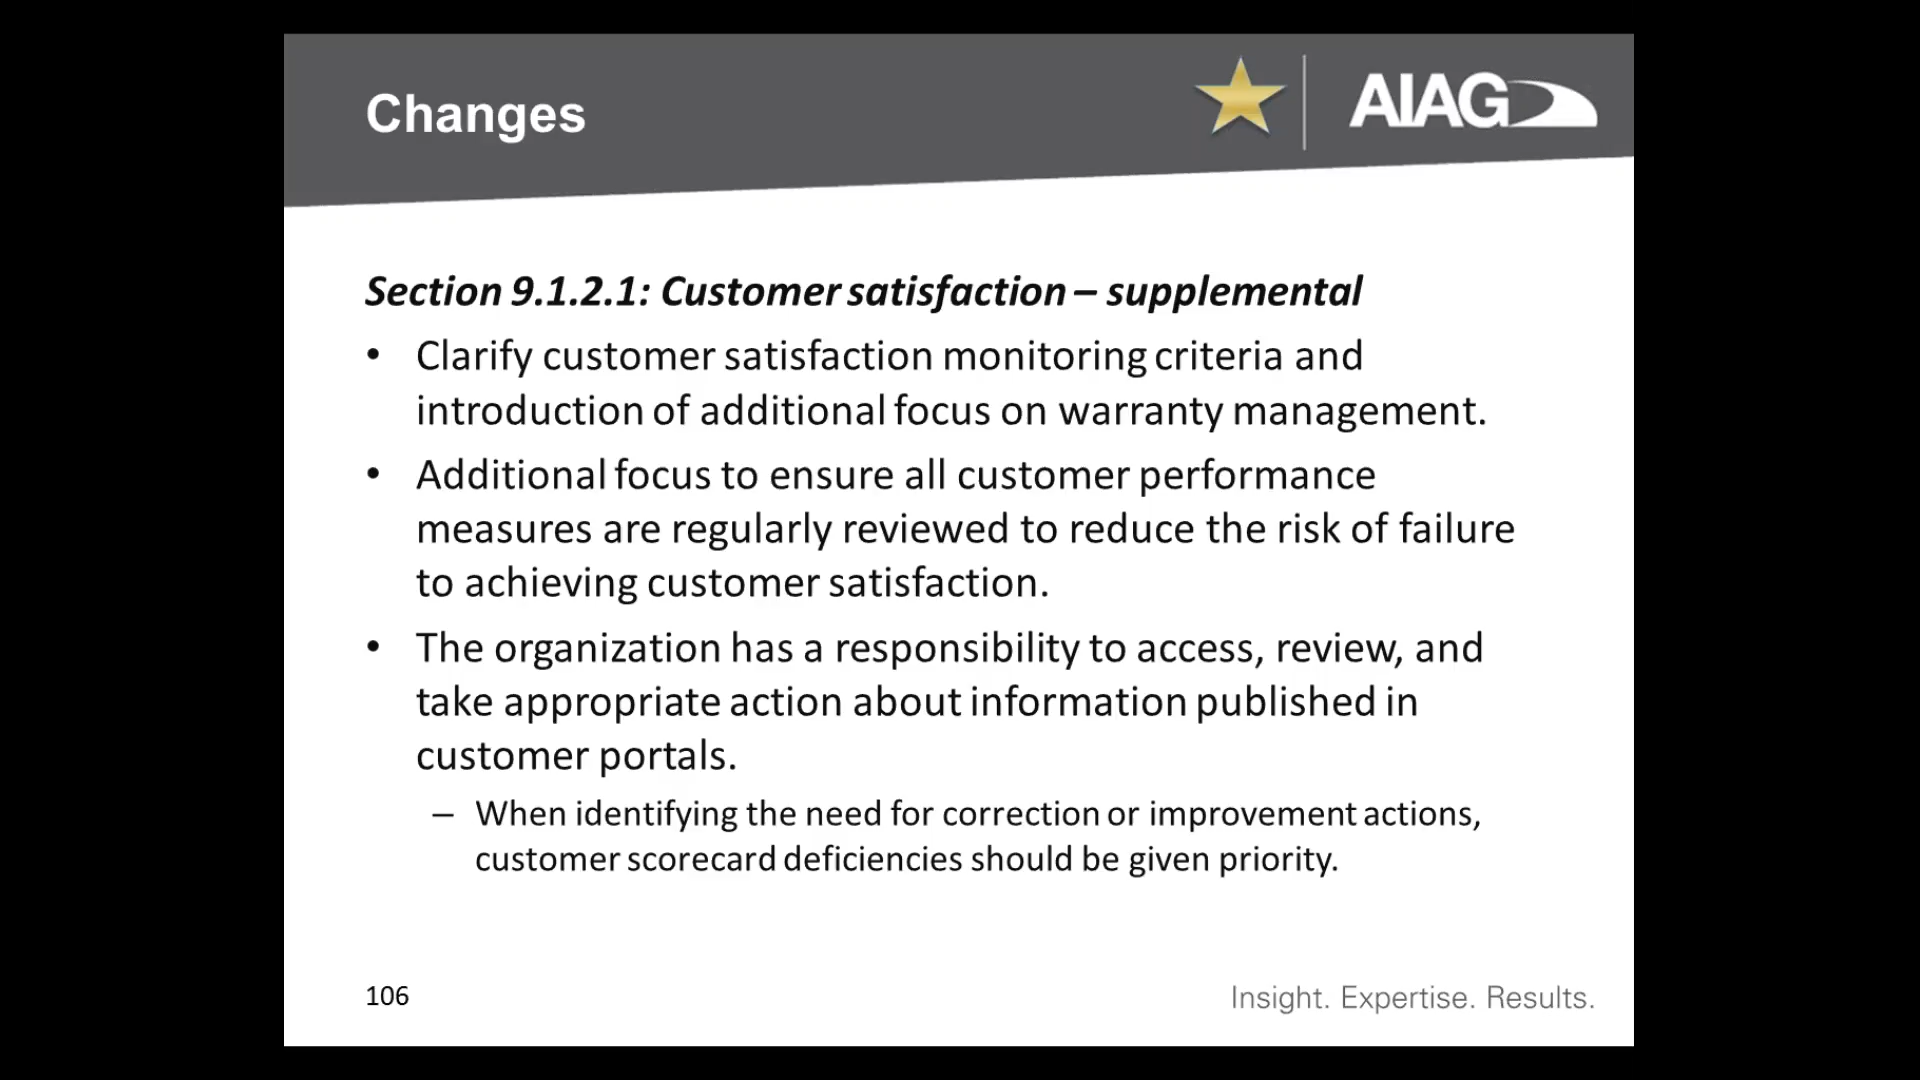 Changes
AIAG
Section 9.1.2.1: Customer satisfaction – supplemental
• Clarify customer satisfaction monitoring criteria and
introduction of additional focus on warranty management.
• Additional focus to ensure all customer performance
measures are regularly reviewed to reduce the risk of failure
to achieving customer satisfaction.
• The organization has a responsibility to access, review, and
take appropriate action about information published in
customer portals.
– When identifying the need for correction or improvement actions,
customer scorecard deficiencies should be given priority.
106
Insight. Expertise. Results.